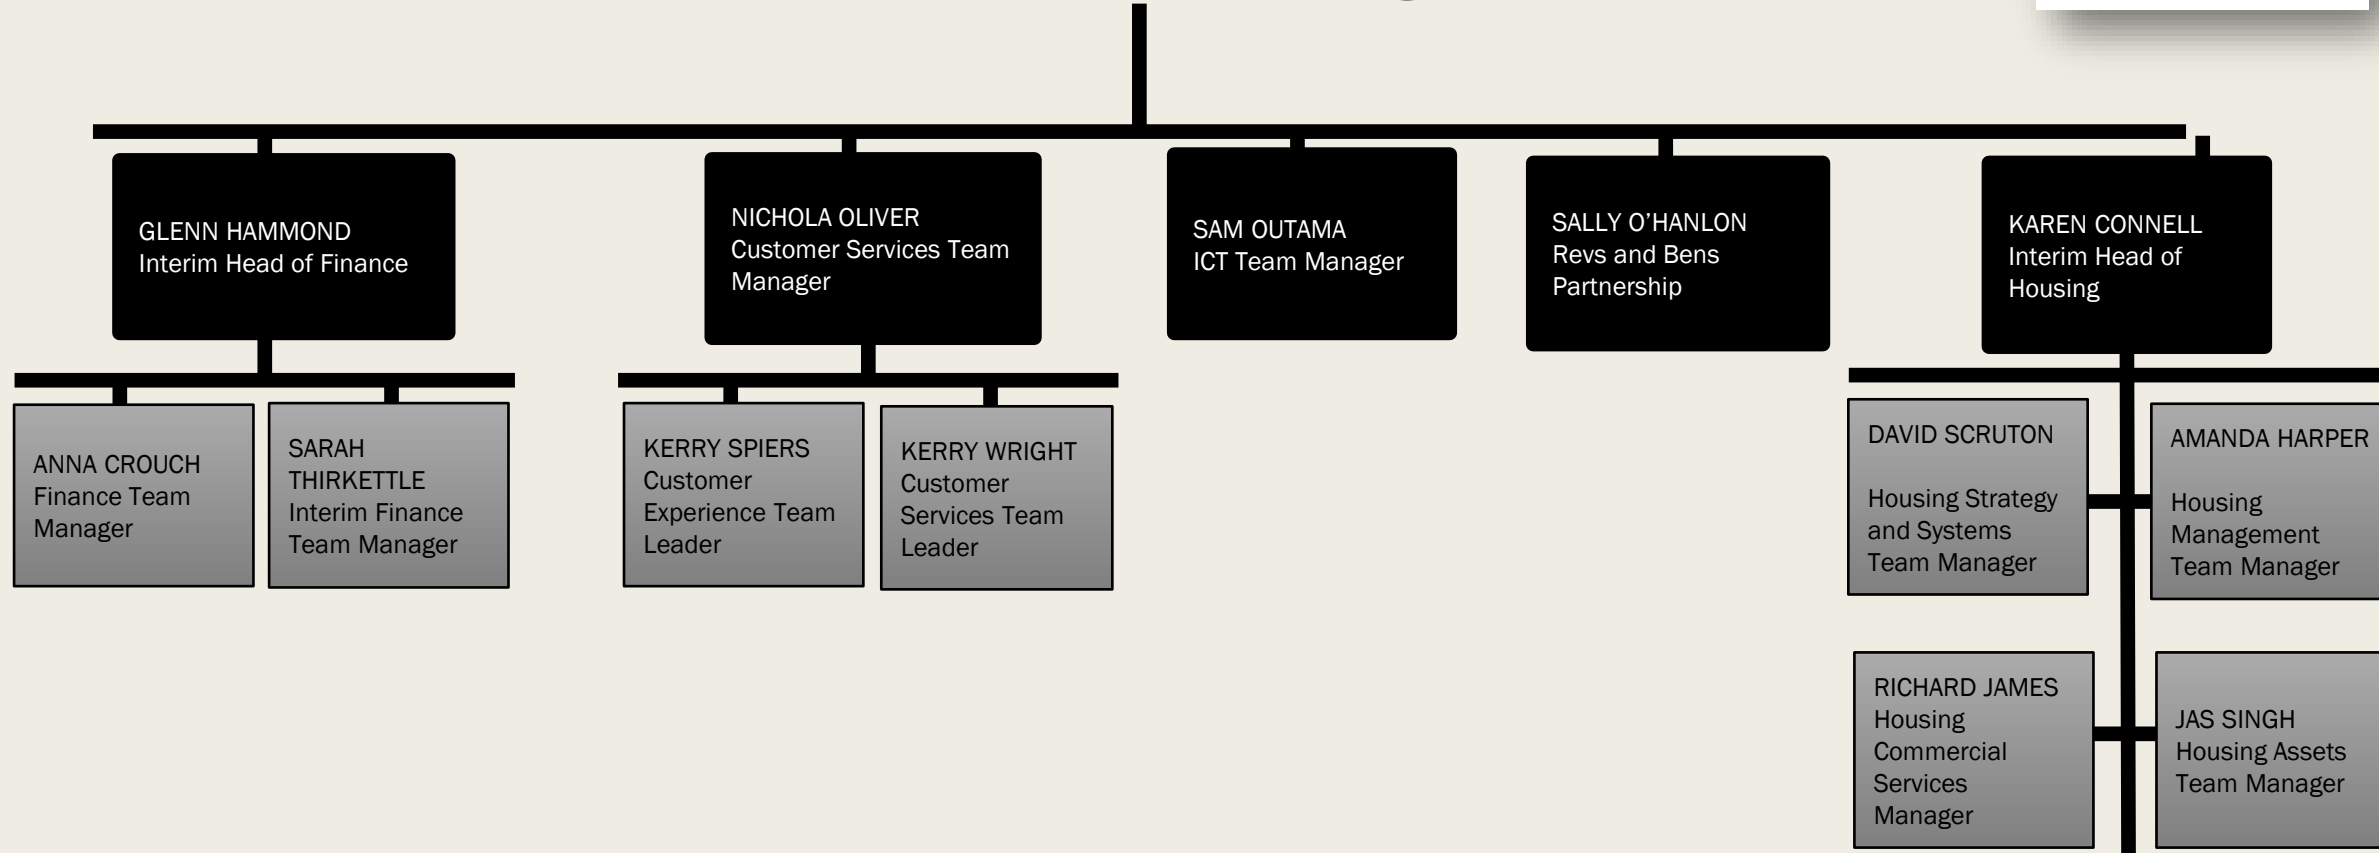 GLENN HAMMOND
Interim Head of Finance
NICHOLA OLIVER
Customer Services Team
Manager
SAM OUTAMA
ICT Team Manager
SALLY O’HANLON
Revs and Bens
Partnership
KAREN CONNELL
Interim Head of
Housing
ANNA CROUCH
Finance Team
Manager
SARAH
THIRKETTLE
Interim Finance
Team Manager
KERRY SPIERS
Customer
Experience Team
Leader
KERRY WRIGHT
Customer
Services Team
Leader
DAVID SCRUTON
Housing Strategy
and Systems
Team Manager
AMANDA HARPER
Housing
Management
Team Manager
RICHARD JAMES
Housing
Commercial
Services
Manager
JAS SINGH
Housing Assets
Team Manager